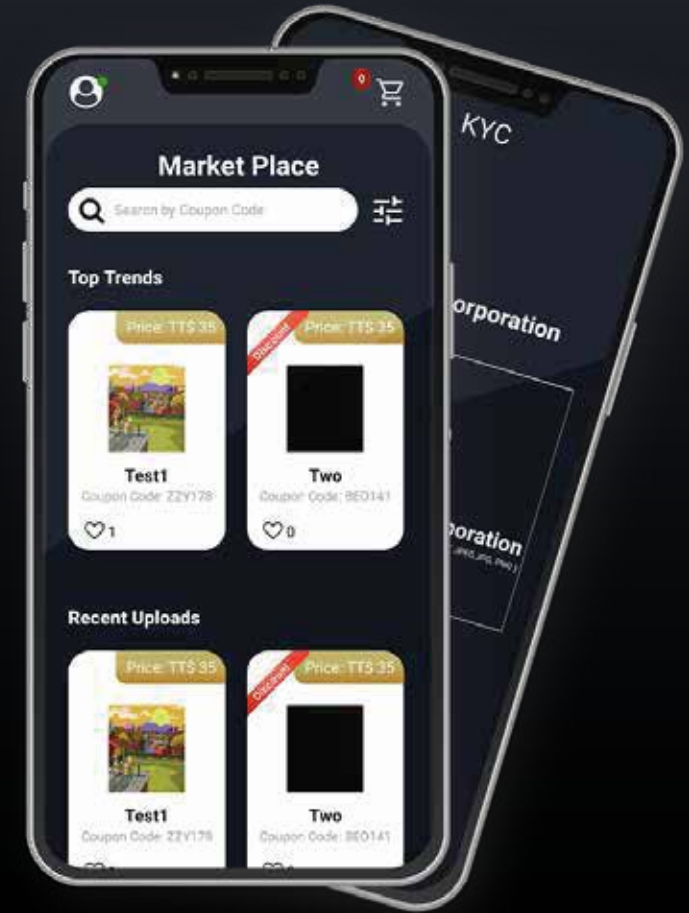 0
KYC
Market Place
Search by Coupon Code
orporation
Top Trends
Price: TT$ 35
Discount
Price: TT$ 35
Test1
Two
Coupon Code: ZZY178
Coupon Code: BEO141
1
0
poration
Recent Uploads
Price: TT$ 35
Discount
Price: TT$ 35
Test1
Two
Coupon Code: ZZY178
Coupon Code: BEO141